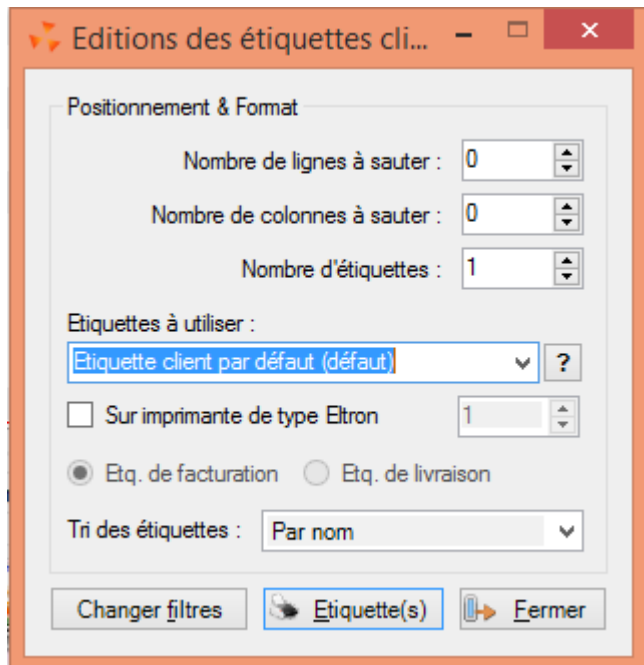 Editions des étiquettes cli...
Positionnement & Format
Nombre de lignes à sauter : 0
Nombre de colonnes à sauter : 0
Nombre d'étiquettes : 1
Etiquettes à utiliser :
Etiquette client par défaut (défaut) ?
Sur imprimante de type Eltron 1
Etq. de facturation Etq. de livraison
Tri des étiquettes : Par nom
Changer filtres Etiquette(s) Fermer